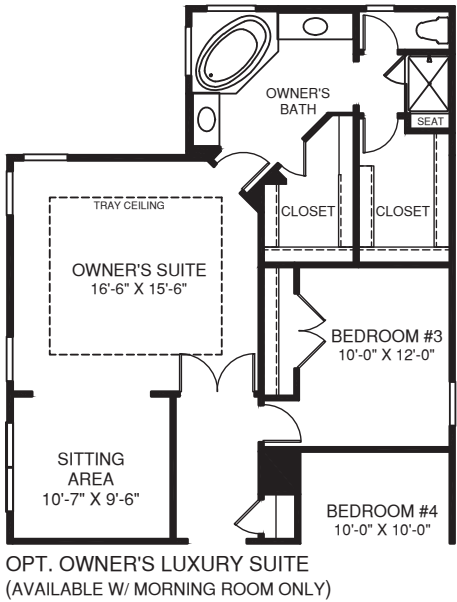 OWNER'S
BATH
SEAT
TRAY CEILING
CLOSET
CLOSET
OWNER'S SUITE
16'-6" X 15'-6"
BEDROOM #3
10'-0" X 12'-0"
SITTING
AREA
10'-7" X 9'-6"
BEDROOM #4
10'-0" X 10'-0"
OPT. OWNER'S LUXURY SUITE
(AVAILABLE W/ MORNING ROOM ONLY)